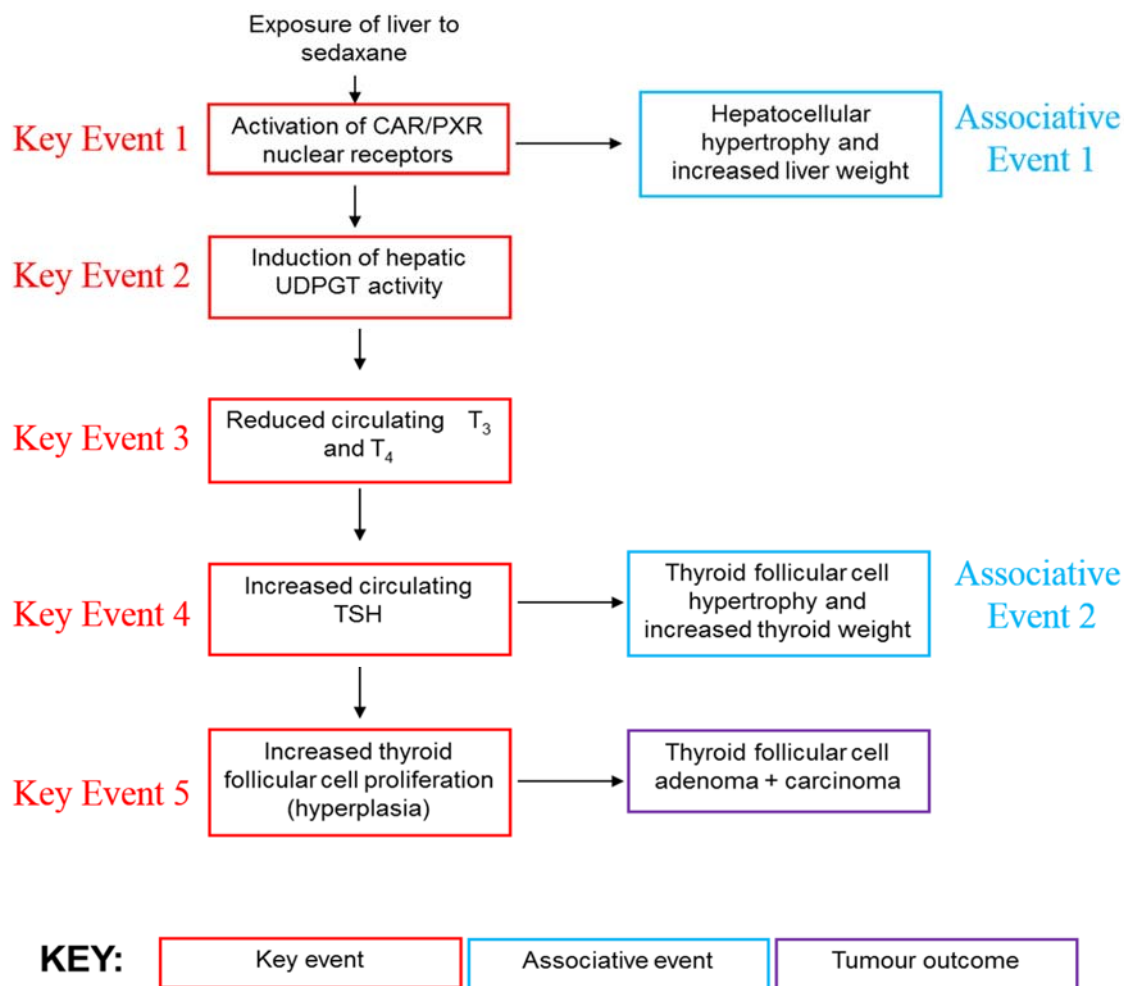 Exposure of liver to
sedaxane
Key Event 1
Activation of CAR/PXR
nuclear receptors
Hepatocellular
hypertrophy and
increased liver weight
Associative
Event 1
Key Event 2
Induction of hepatic
UDPGT activity
Key Event 3
Reduced circulating T3
and T4
Key Event 4
Increased circulating
TSH
Thyroid follicular cell
hypertrophy and
increased thyroid weight
Associative
Event 2
Key Event 5
Increased thyroid
follicular cell proliferation
(hyperplasia)
Thyroid follicular cell
adenoma + carcinoma
KEY:
Key event
Associative event
Tumour outcome